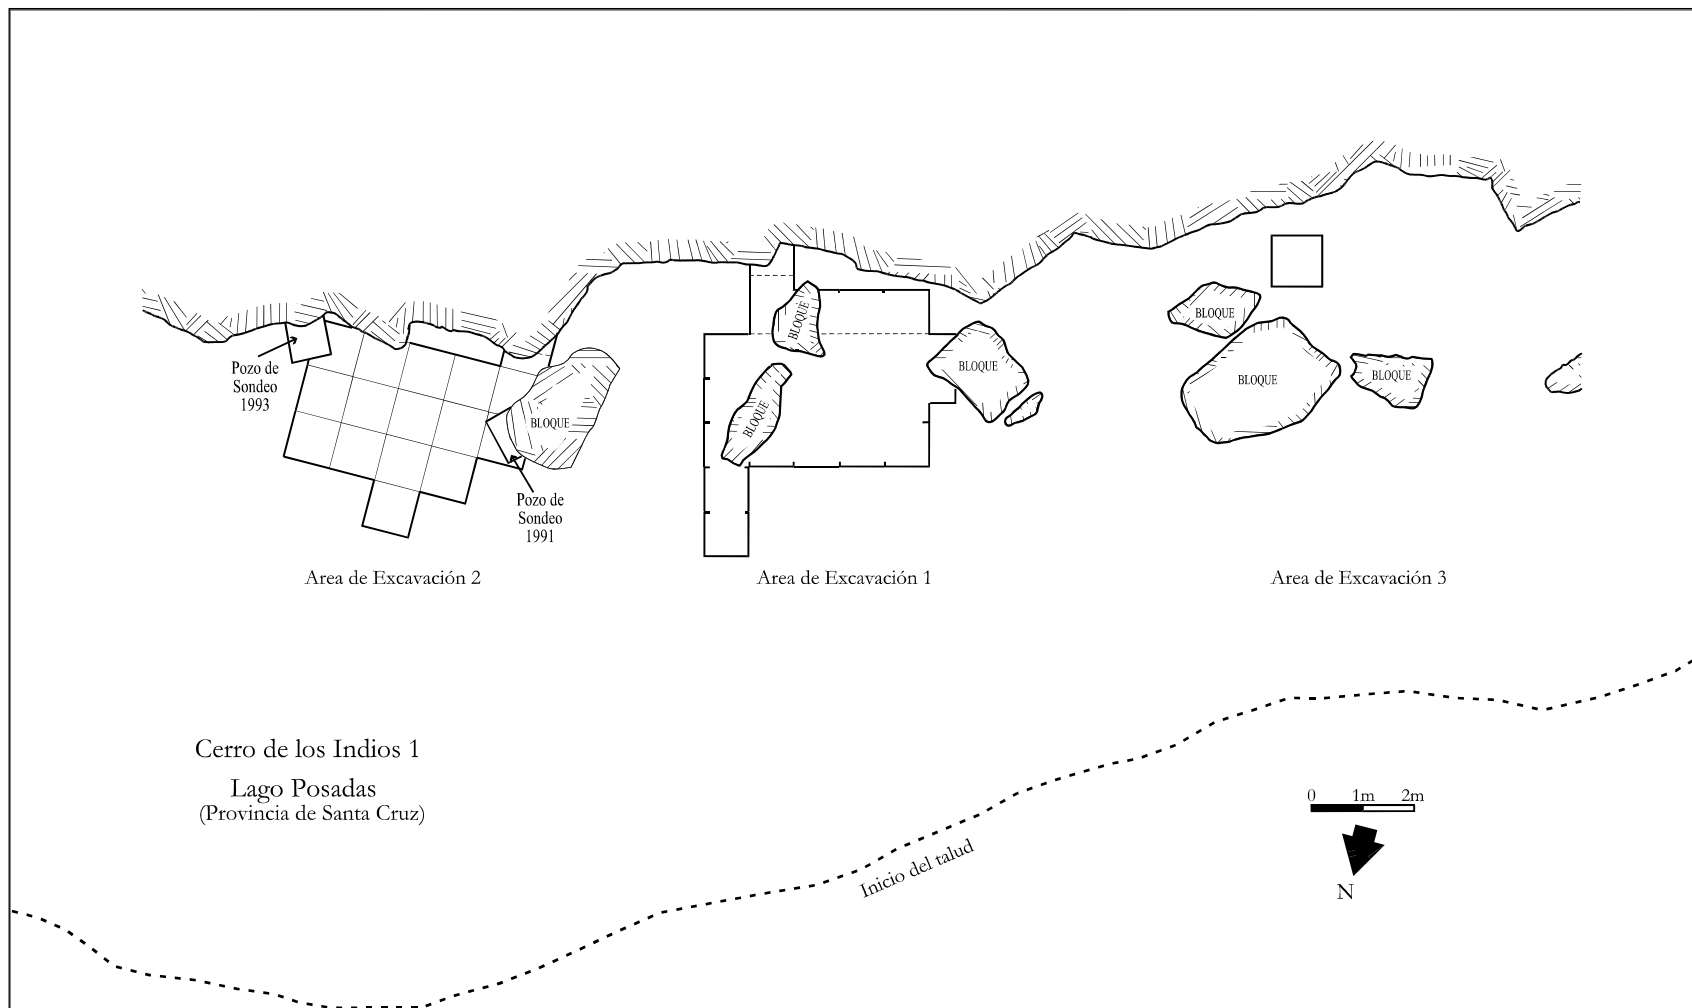 BLOQUE
BLOQUE
BLOQUE
BLOQUE
BLOQUE
BLOQUE
BLOQUE
Pozo de
Sondeo
1993
Pozo de
Sondeo
1991
Area de Excavación 2
Area de Excavación 1
Area de Excavación 3
Cerro de los Indios 1
Lago Posadas
(Provincia de Santa Cruz)
Inicio del talud
0 1m 2m
N